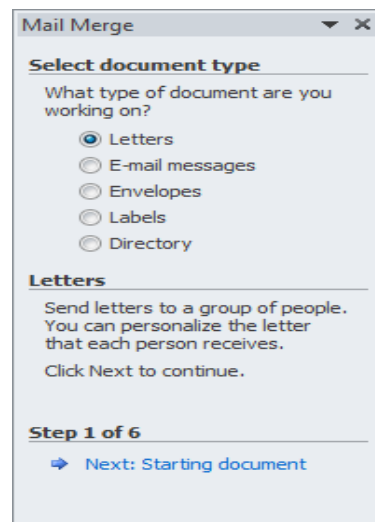 Mail Merge
Select document type
What type of document are you
working on?
Letters
E-mail messages
Envelopes
Labels
Directory
Letters
Send letters to a group of people.
You can personalize the letter
that each person receives.
Click Next to continue.
Step 1 of 6
Next: Starting document